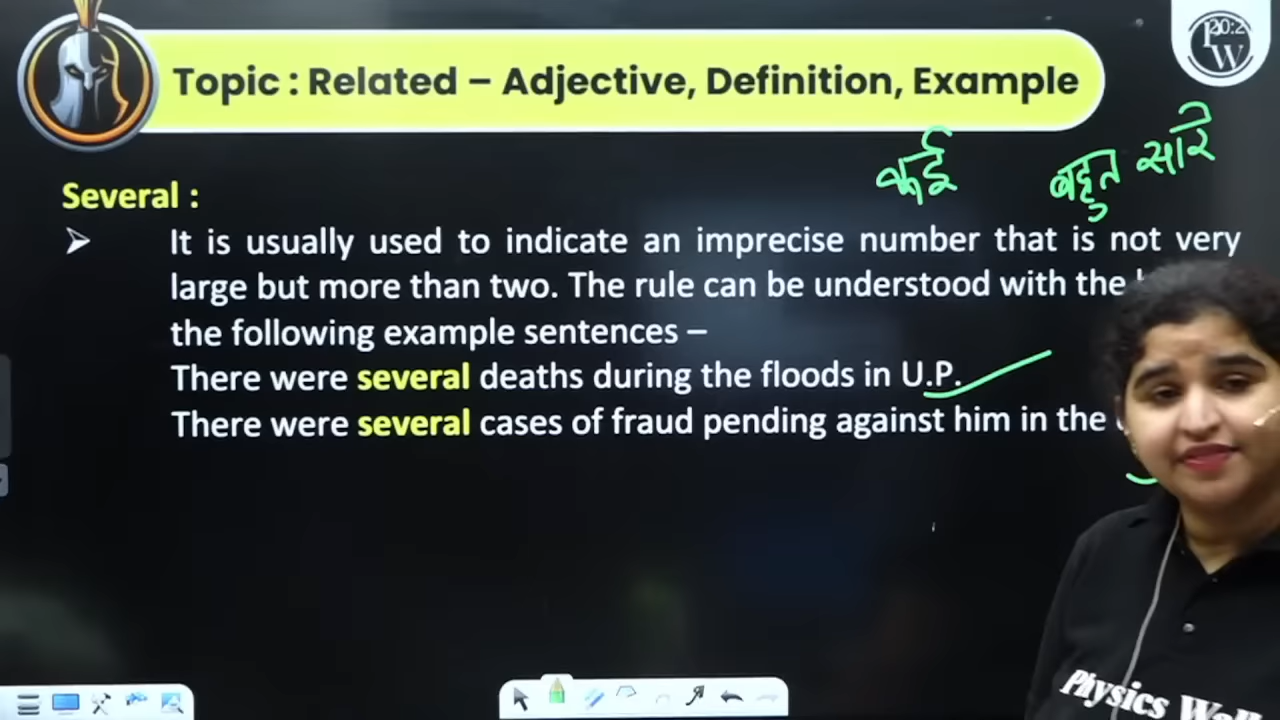 20:2
PW
Topic : Related – Adjective, Definition, Example
कई बहुत सारे
Several :
It is usually used to indicate an imprecise number that is not very
large but more than two. The rule can be understood with the
the following example sentences –
There were several deaths during the floods in U.P.
There were several cases of fraud pending against him in the
Physics